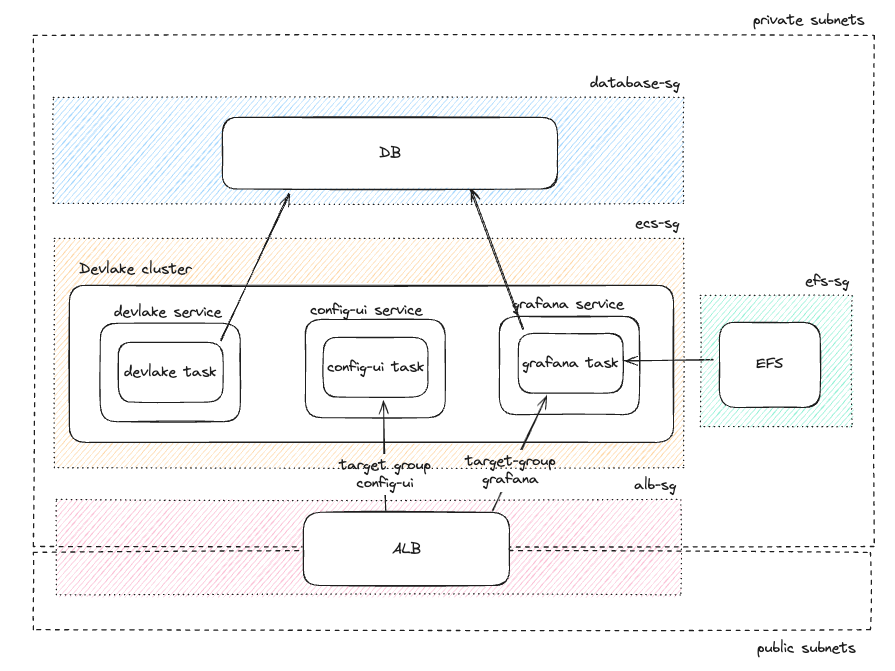 private subnets
database-sg
DB
ecs-sg
Devlake cluster
efs-sg
devlake service
config-ui service
grafana service
devlake task
config-ui task
grafana task
EFS
target group
config-ui
target-group
grafana
alb-sg
ALB
public subnets